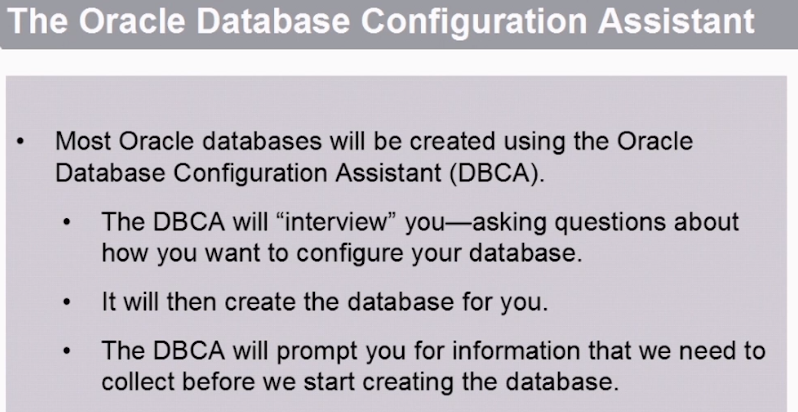 The Oracle Database Configuration Assistant
• Most Oracle databases will be created using the Oracle
Database Configuration Assistant (DBCA).
• The DBCA will “interview” you—asking questions about
how you want to configure your database.
• It will then create the database for you.
• The DBCA will prompt you for information that we need to
collect before we start creating the database.